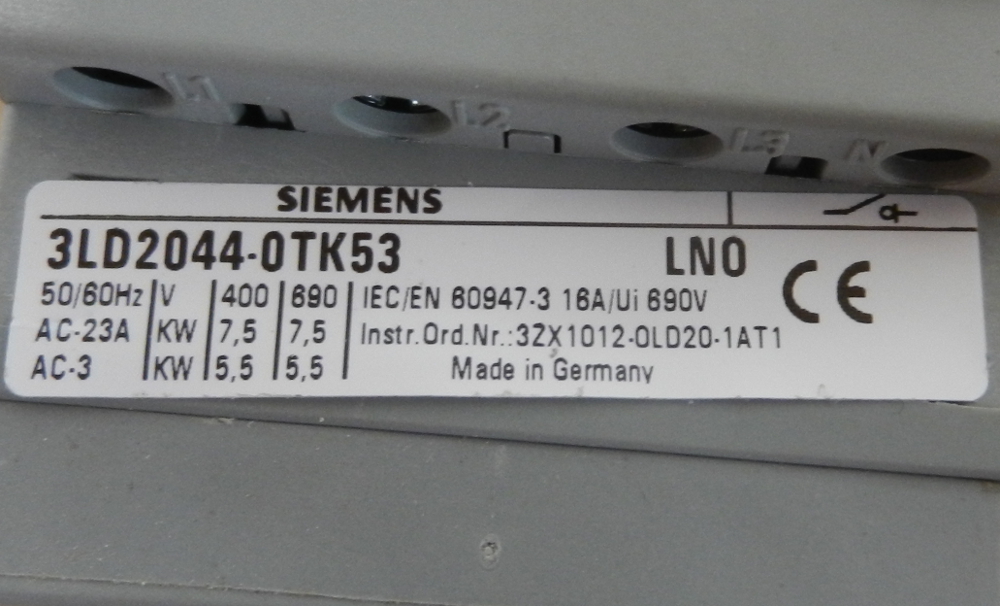 L1 L2 L3 N
SIEMENS
3LD2044-0TK53 LN0
50/60Hz V 400 690 IEC/EN 60947-3 16A/Ui 690V
AC-23A KW 7,5 7,5 Instr.Ord.Nr.:3ZX1012-0LD20-1AT1
AC-3 KW 5,5 5,5 Made in Germany
CE